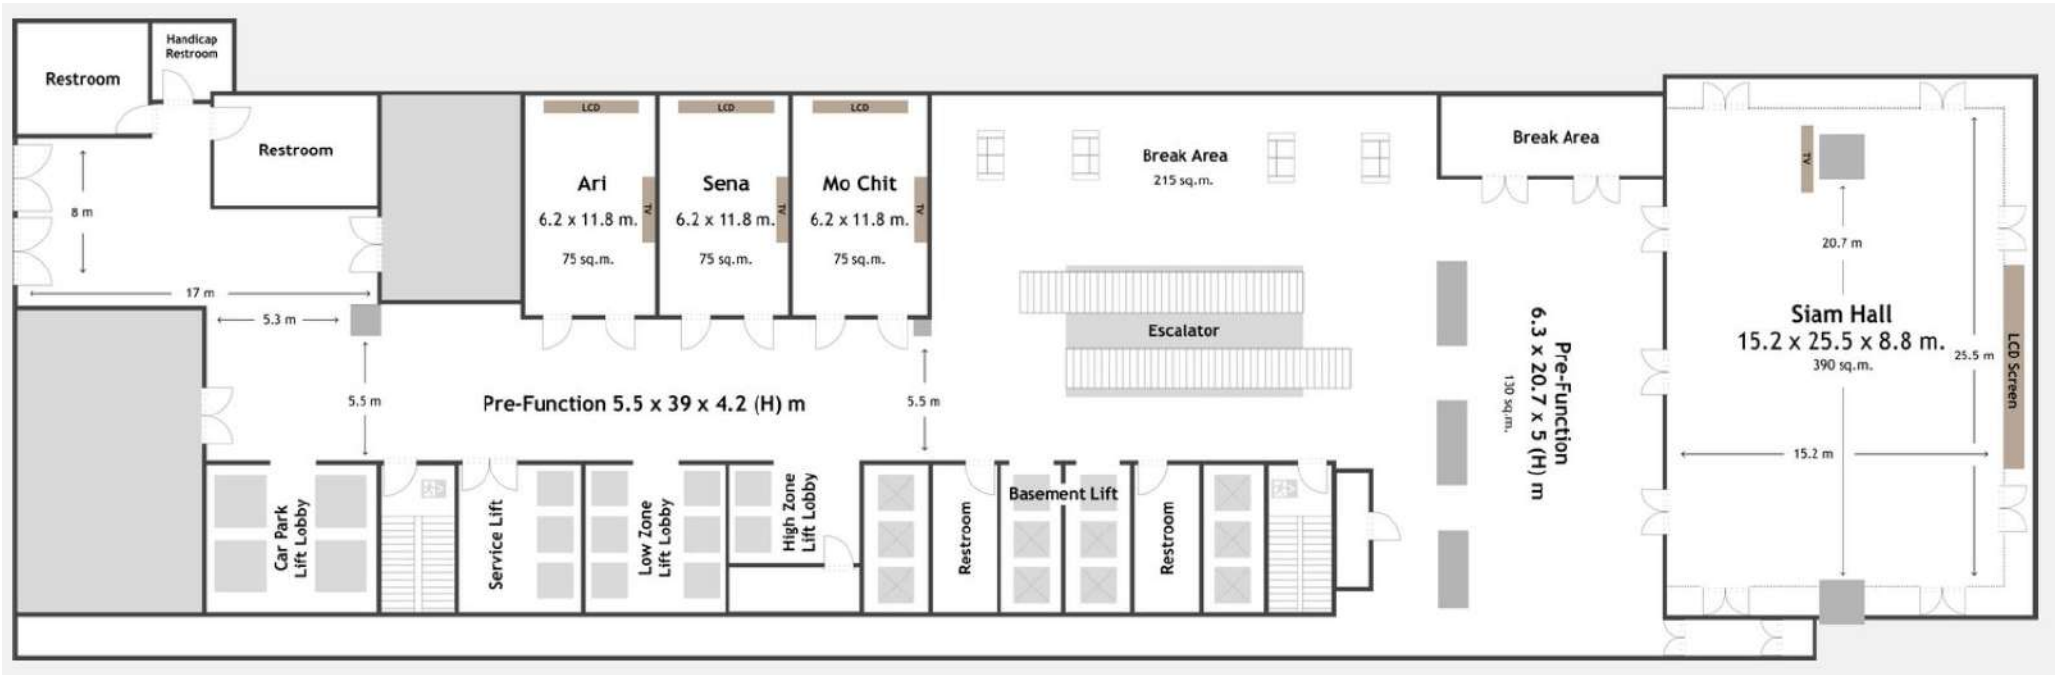 Handicap
Restroom
Restroom
Restroom
8 m
17 m
5.3 m
5.5 m
LCD
Ari
6.2 x 11.8 m.
75 sq.m.
TV
LCD
Sena
6.2 x 11.8 m.
75 sq.m.
TV
LCD
Mo Chit
6.2 x 11.8 m.
75 sq.m.
TV
Break Area
215 sq.m.
Break Area
Escalator
Pre-Function 5.5 x 39 x 4.2 (H) m
5.5 m
Pre-Function
6.3 x 20.7 x 5 (H) m
130 sq.m.
TV
20.7 m
Siam Hall
15.2 x 25.5 x 8.8 m.
390 sq.m.
25.5 m
LCD Screen
15.2 m
Car Park
Lift Lobby
Service Lift
Low Zone
Lift Lobby
High Zone
Lift Lobby
Restroom
Basement Lift
Restroom